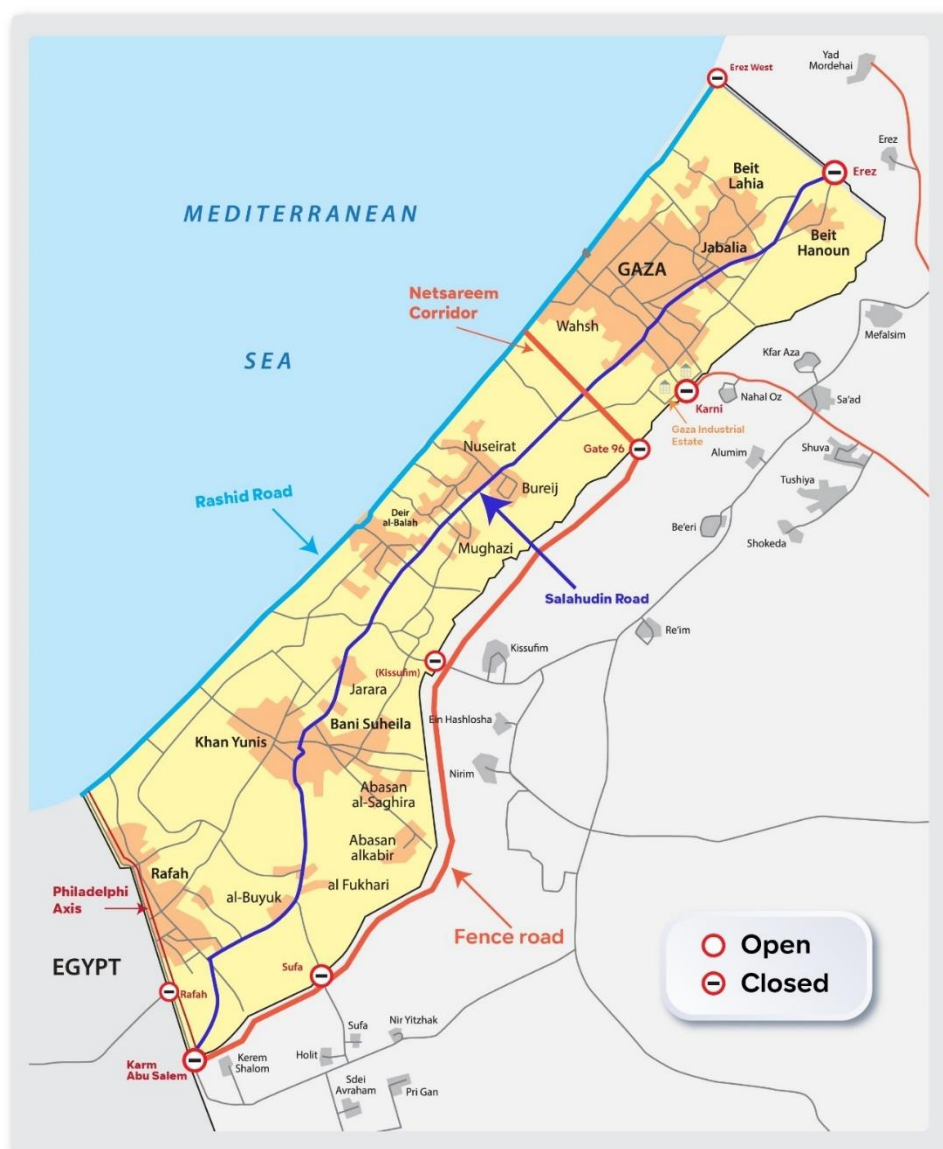 Erez West
Yad
Mordehai
Erez
Erez
Beit
Lahia
MEDITERRANEAN
Jabalia
Beit
Hanoun
GAZA
Netsareem
Corridor
Wahsh
Mefalsim
SEA
Kfar Aza
Karni
Nahal Oz
Sa'ad
Gaza Industrial
Estate
Nuseirat
Gate 96
Alumim
Shuva
Tushiya
Rashid Road
Bureij
Deir
al-Balah
Be'eri
Shokeda
Mughazi
Salahudin Road
Re'im
Kissufim
(Kissufim)
Jarara
Ein Hashlosha
Bani Suheila
Khan Yunis
Nirim
Abasan
al-Saghira
Abasan
alkabir
Rafah
al-Buyuk
al Fukhari
Philadelphi
Axis
Fence road
Open
Closed
EGYPT
Sufa
Rafah
Sufa
Nir Yitzhak
Karm
Abu Salem
Kerem
Shalom
Holit
Sdei
Avraham
Pri Gan